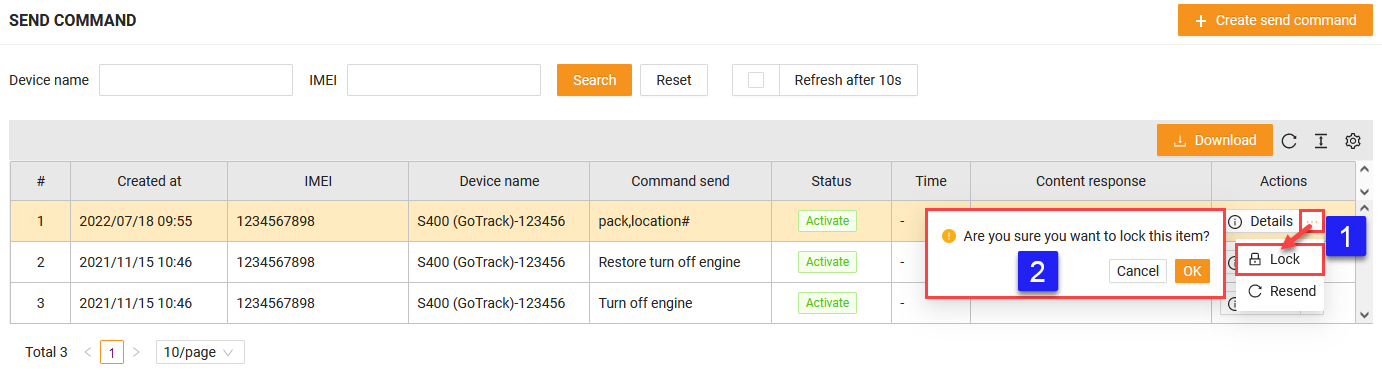 SEND COMMAND
+ Create send command
Device name IMEI Search Reset Refresh after 10s
Download
# Created at IMEI Device name Command send Status Time Content response Actions
1 2022/07/18 09:55 1234567898 S400 (GoTrack)-123456 pack,location# Activate - Details ...
Are you sure you want to lock this item?
1
2 2021/11/15 10:46 1234567898 S400 (GoTrack)-123456 Restore turn off engine Activate -
2 Cancel OK
Lock
3 2021/11/15 10:46 1234567898 S400 (GoTrack)-123456 Turn off engine Activate -
Resend
Total 3 < 1 > 10/page